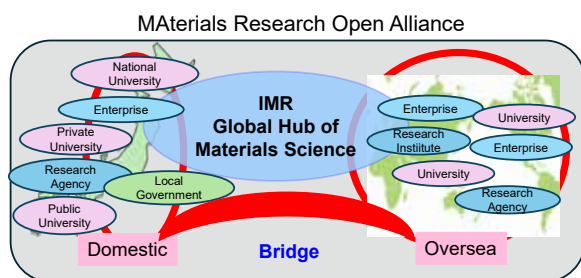 MAterials Research Open Alliance
National
University
Enterprise
Private
University
Research
Agency
Local
Government
Public
University
Domestic
IMR
Global Hub of
Materials Science
Bridge
Enterprise
University
Research
Instiitute
Enterprise
University
Research
Agency
Oversea